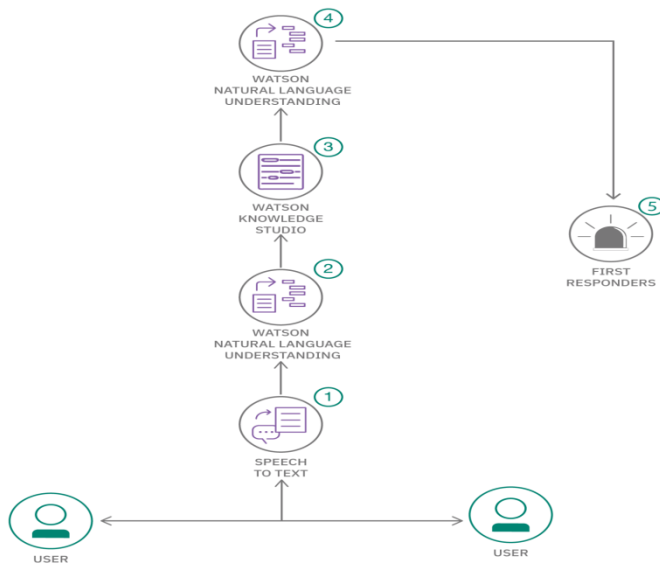 4
WATSON
NATURAL LANGUAGE
UNDERSTANDING
3
WATSON
KNOWLEDGE
STUDIO
5
FIRST
RESPONDERS
2
WATSON
NATURAL LANGUAGE
UNDERSTANDING
1
SPEECH
TO TEXT
USER
USER